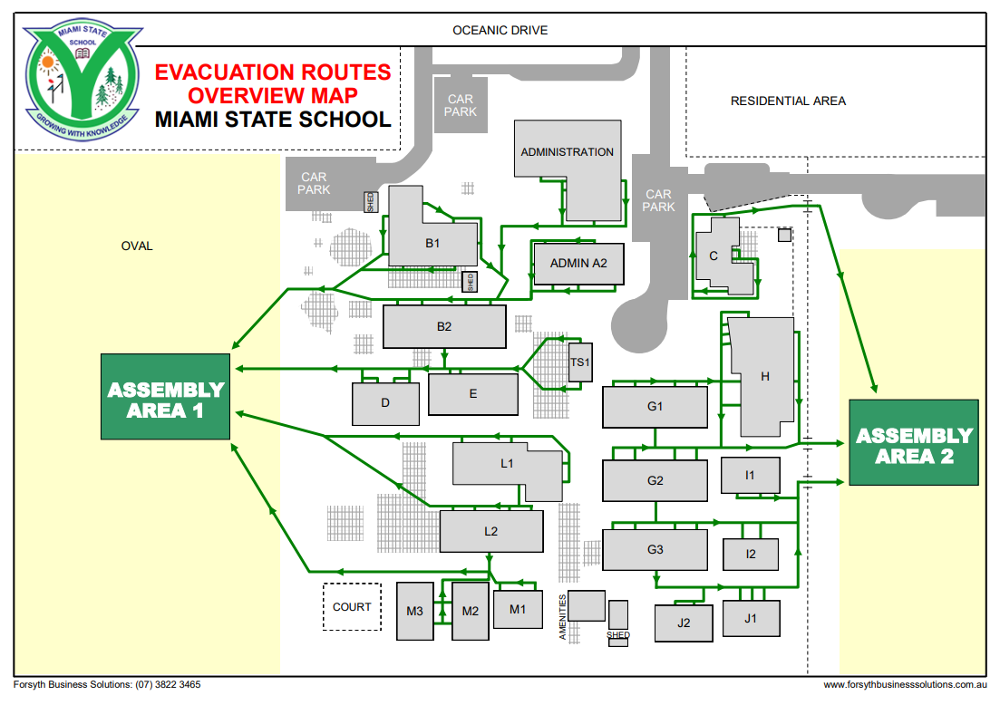 OCEANIC DRIVE
MIAMI STATE
SCHOOL
GROWING WITH KNOWLEDGE
EVACUATION ROUTES
OVERVIEW MAP
MIAMI STATE SCHOOL
CAR
PARK
RESIDENTIAL AREA
ADMINISTRATION
CAR
PARK
SHED
CAR
PARK
OVAL
B1
ADMIN A2
C
SHED
B2
TS1
ASSEMBLY
AREA 1
D
E
G1
H
ASSEMBLY
AREA 2
L1
G2
I1
L2
G3
I2
COURT
M3
M2
M1
AMENITIES
SHED
J2
J1
Forsyth Business Solutions: (07) 3822 3465
www.forsythbusinesssolutions.com.au